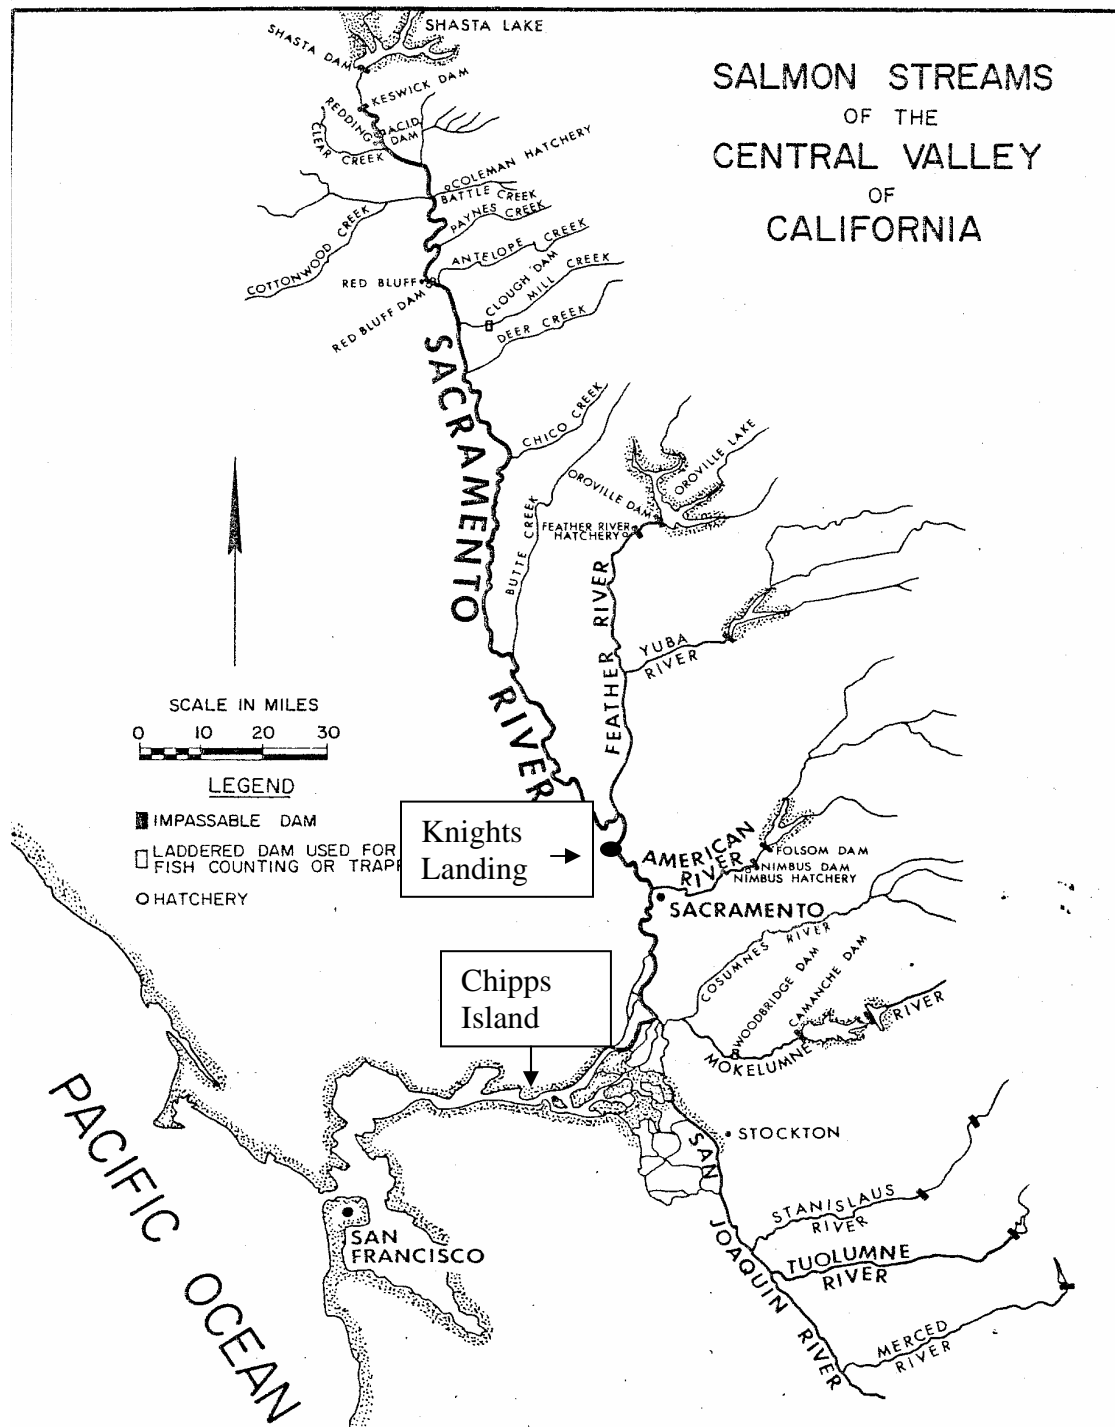 SHASTA LAKE
SHASTA DAM
KESWICK DAM
REDDING
A.C.I.D.
DAM
CLEAR CREEK
COLEMAN HATCHERY
BATTLE CREEK
PAYNES CREEK
COTTONWOOD CREEK
ANTELOPE CREEK
RED BLUFF
RED BLUFF DAM
CLOUGH DAM
MILL CREEK
DEER CREEK
SALMON STREAMS
OF THE
CENTRAL VALLEY
OF
CALIFORNIA
SACRAMENTO RIVER
CHICO CREEK
BUTTE CREEK
OROVILLE LAKE
OROVILLE DAM
FEATHER RIVER
HATCHERY
FEATHER RIVER
YUBA
RIVER
SCALE IN MILES
0 10 20 30
LEGEND
IMPASSABLE DAM
LADDERED DAM USED FOR
FISH COUNTING OR TRAPP
HATCHERY
Knights
Landing
AMERICAN
RIVER
FOLSOM DAM
NIMBUS DAM
NIMBUS HATCHERY
SACRAMENTO
COSUMNES RIVER
WOODBRIDGE DAM
CAMANCHE DAM
MOKELUMNE RIVER
Chipps
Island
STOCKTON
SAN JOAQUIN RIVER
STANISLAUS
RIVER
TUOLUMNE
RIVER
MERCED
RIVER
SAN
FRANCISCO
PACIFIC OCEAN